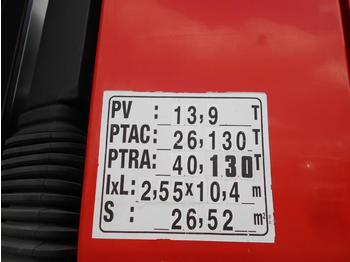 PV : 13,9 T
PTAC: 26,130 T
PTRA: 40,130 T
IxL: 2,55x10,4 m
S : 26,52 m²